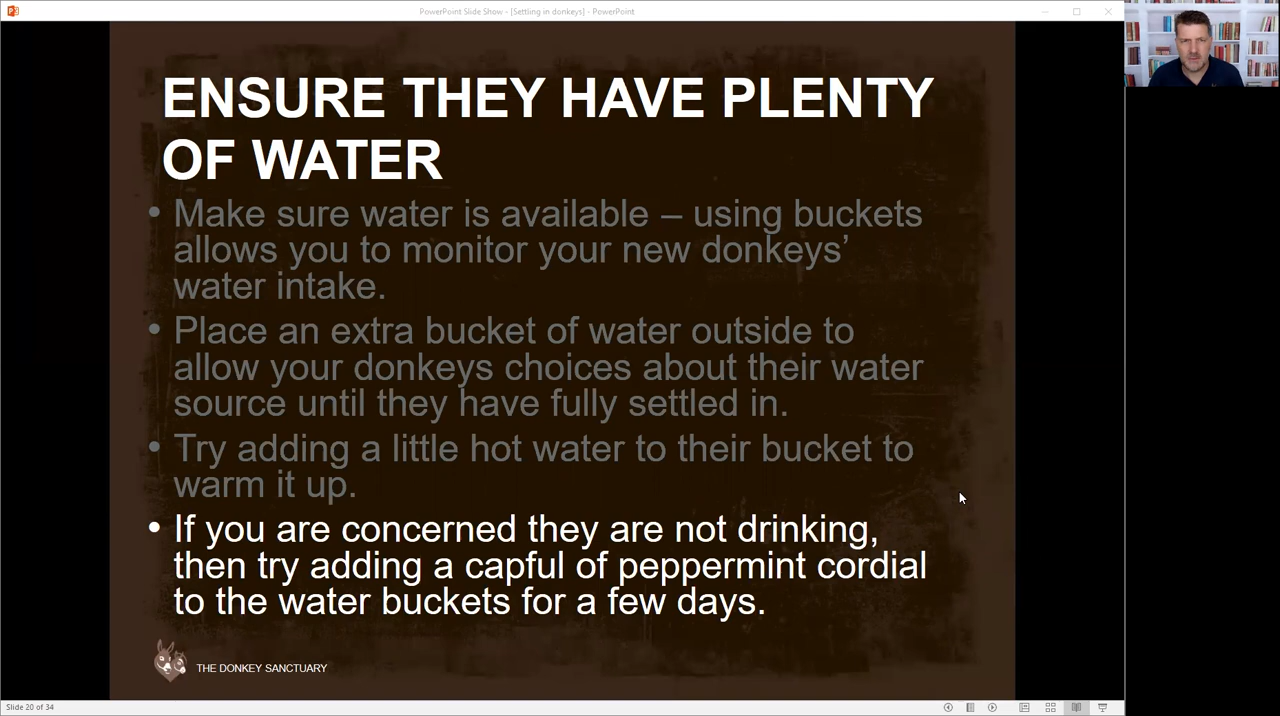 PowerPoint Slide Show - [Settling in donkeys] - PowerPoint
ENSURE THEY HAVE PLENTY
OF WATER
• Make sure water is available – using buckets
allows you to monitor your new donkeys’
water intake.
• Place an extra bucket of water outside to
allow your donkeys choices about their water
source until they have fully settled in.
• Try adding a little hot water to their bucket to
warm it up.
• If you are concerned they are not drinking,
then try adding a capful of peppermint cordial
to the water buckets for a few days.
THE DONKEY SANCTUARY
Slide 20 of 34